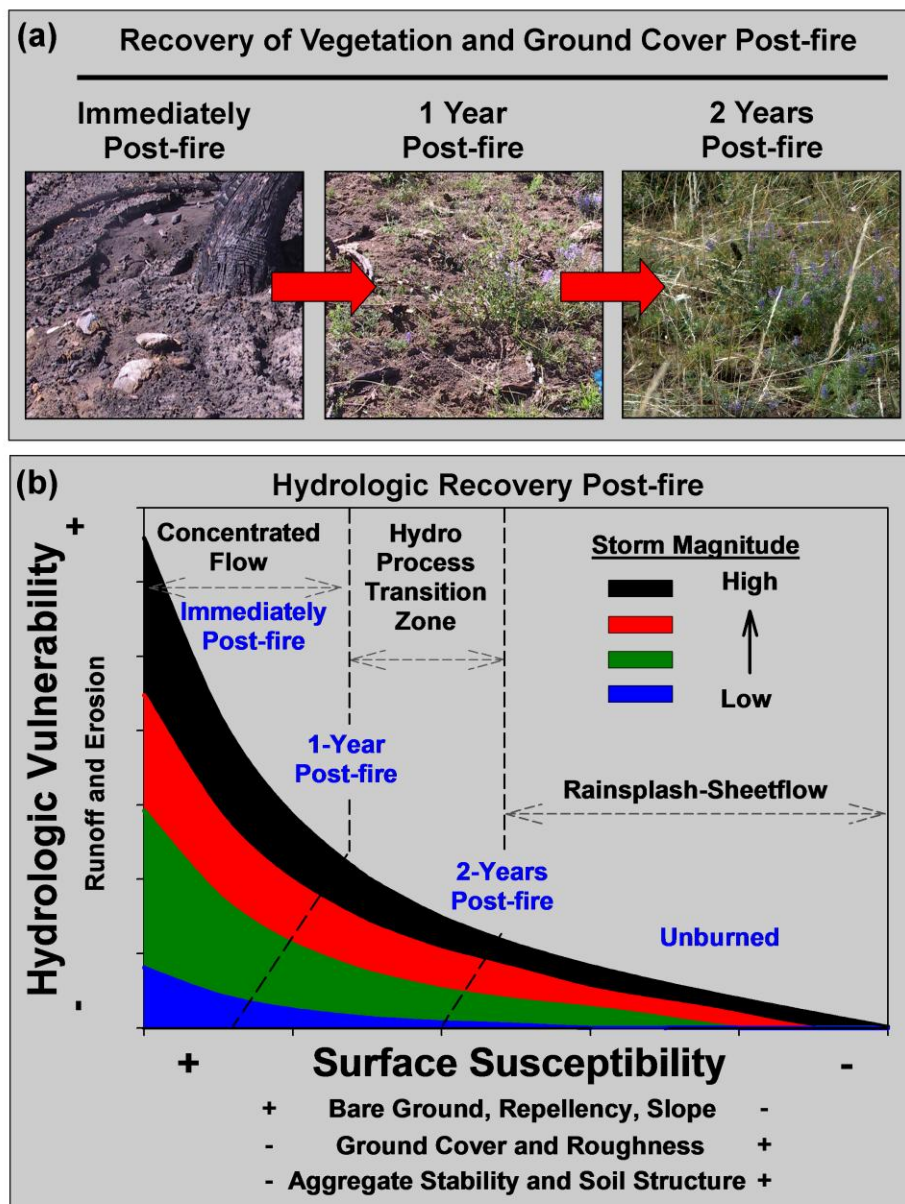 (a)
Recovery of Vegetation and Ground Cover Post-fire
Immediately
Post-fire
1 Year
Post-fire
2 Years
Post-fire
(b)
Hydrologic Recovery Post-fire
Hydrologic Vulnerability
Runoff and Erosion
+
-
Concentrated
Flow
Immediately
Post-fire
Hydro
Process
Transition
Zone
Storm Magnitude
High
Low
1-Year
Post-fire
Rainsplash-Sheetflow
2-Years
Post-fire
Unburned
+ Surface Susceptibility -
+ Bare Ground, Repellency, Slope -
- Ground Cover and Roughness +
- Aggregate Stability and Soil Structure +